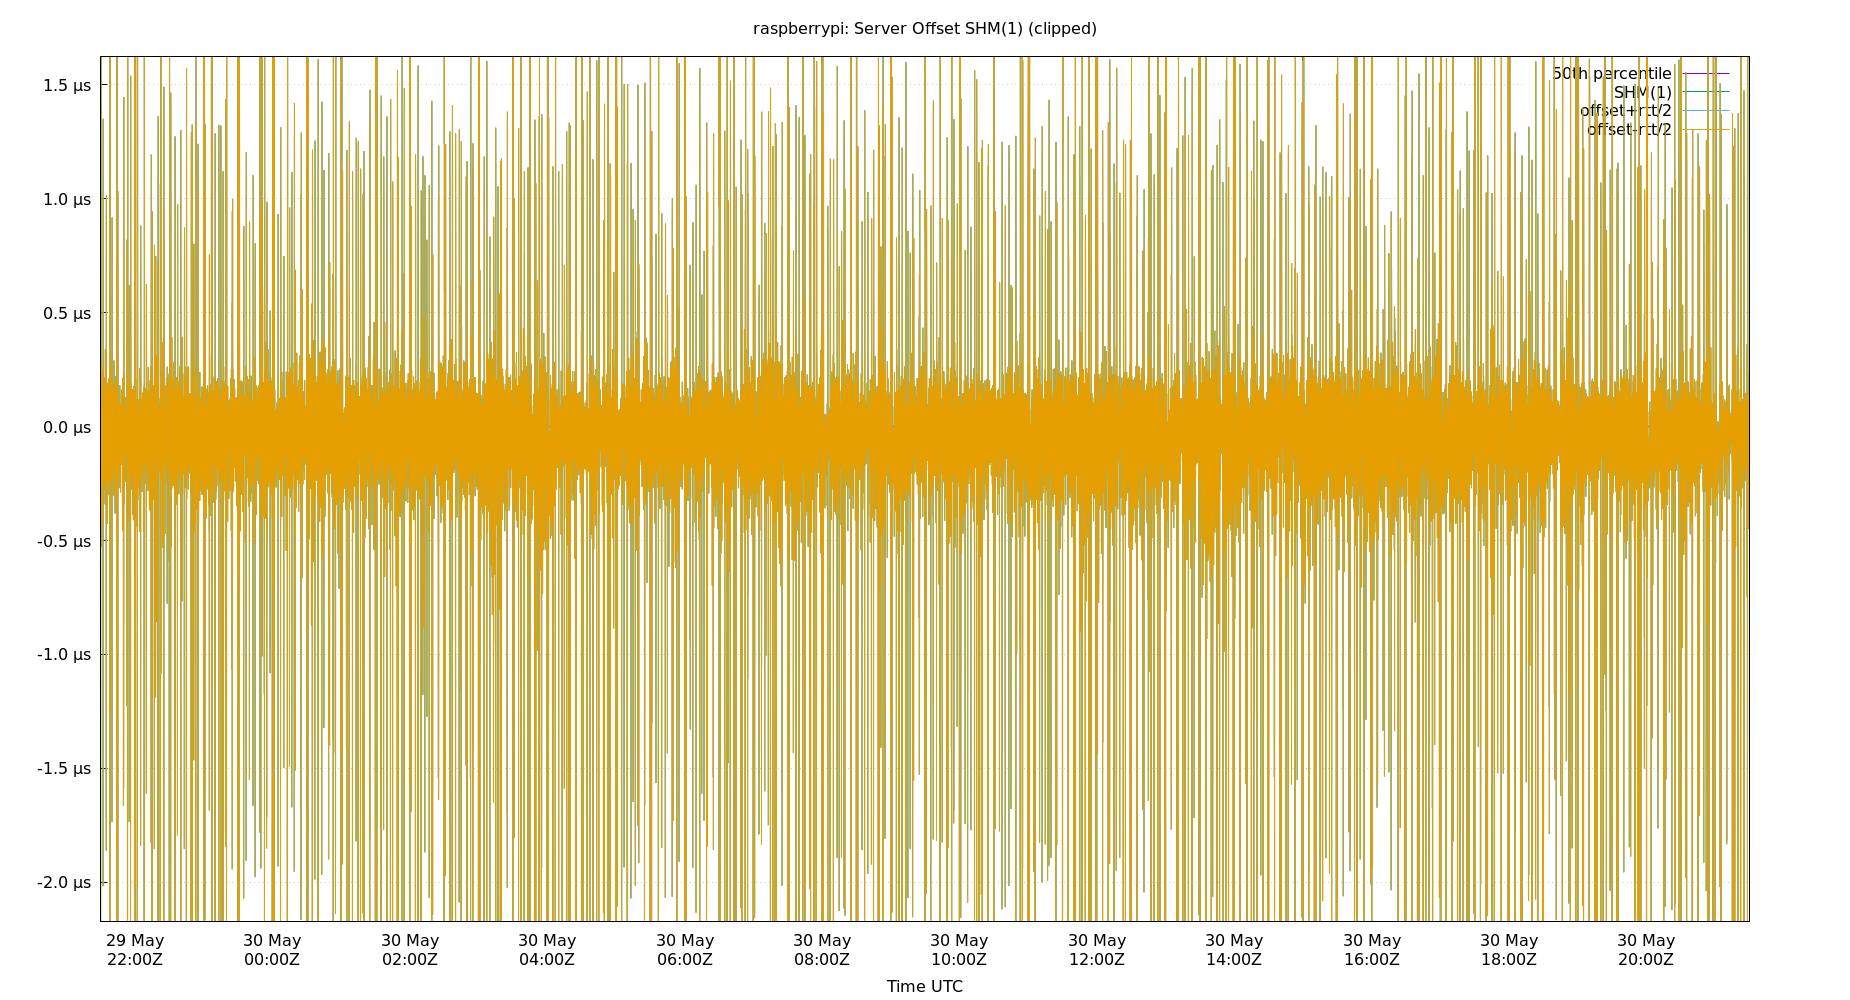 raspberrypi: Server Offset SHM(1) (clipped)
50th percentile
SHM(1)
offset+rtt/2
offset-rtt/2
1.5 µs
1.0 µs
0.5 µs
0.0 µs
-0.5 µs
-1.0 µs
-1.5 µs
-2.0 µs
29 May 30 May 30 May 30 May 30 May 30 May 30 May 30 May 30 May 30 May 30 May 30 May
22:00Z 00:00Z 02:00Z 04:00Z 06:00Z 08:00Z 10:00Z 12:00Z 14:00Z 16:00Z 18:00Z 20:00Z
Time UTC